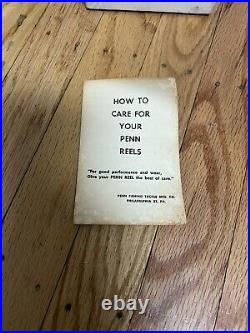 HOW TO
CARE FOR
YOUR
PENN
REELS
"For good performance and wear,
Give your PENN REEL the best of care."
PENN FISHING TACKLE MFG. CO.
PHILADELPHIA 37, PA.